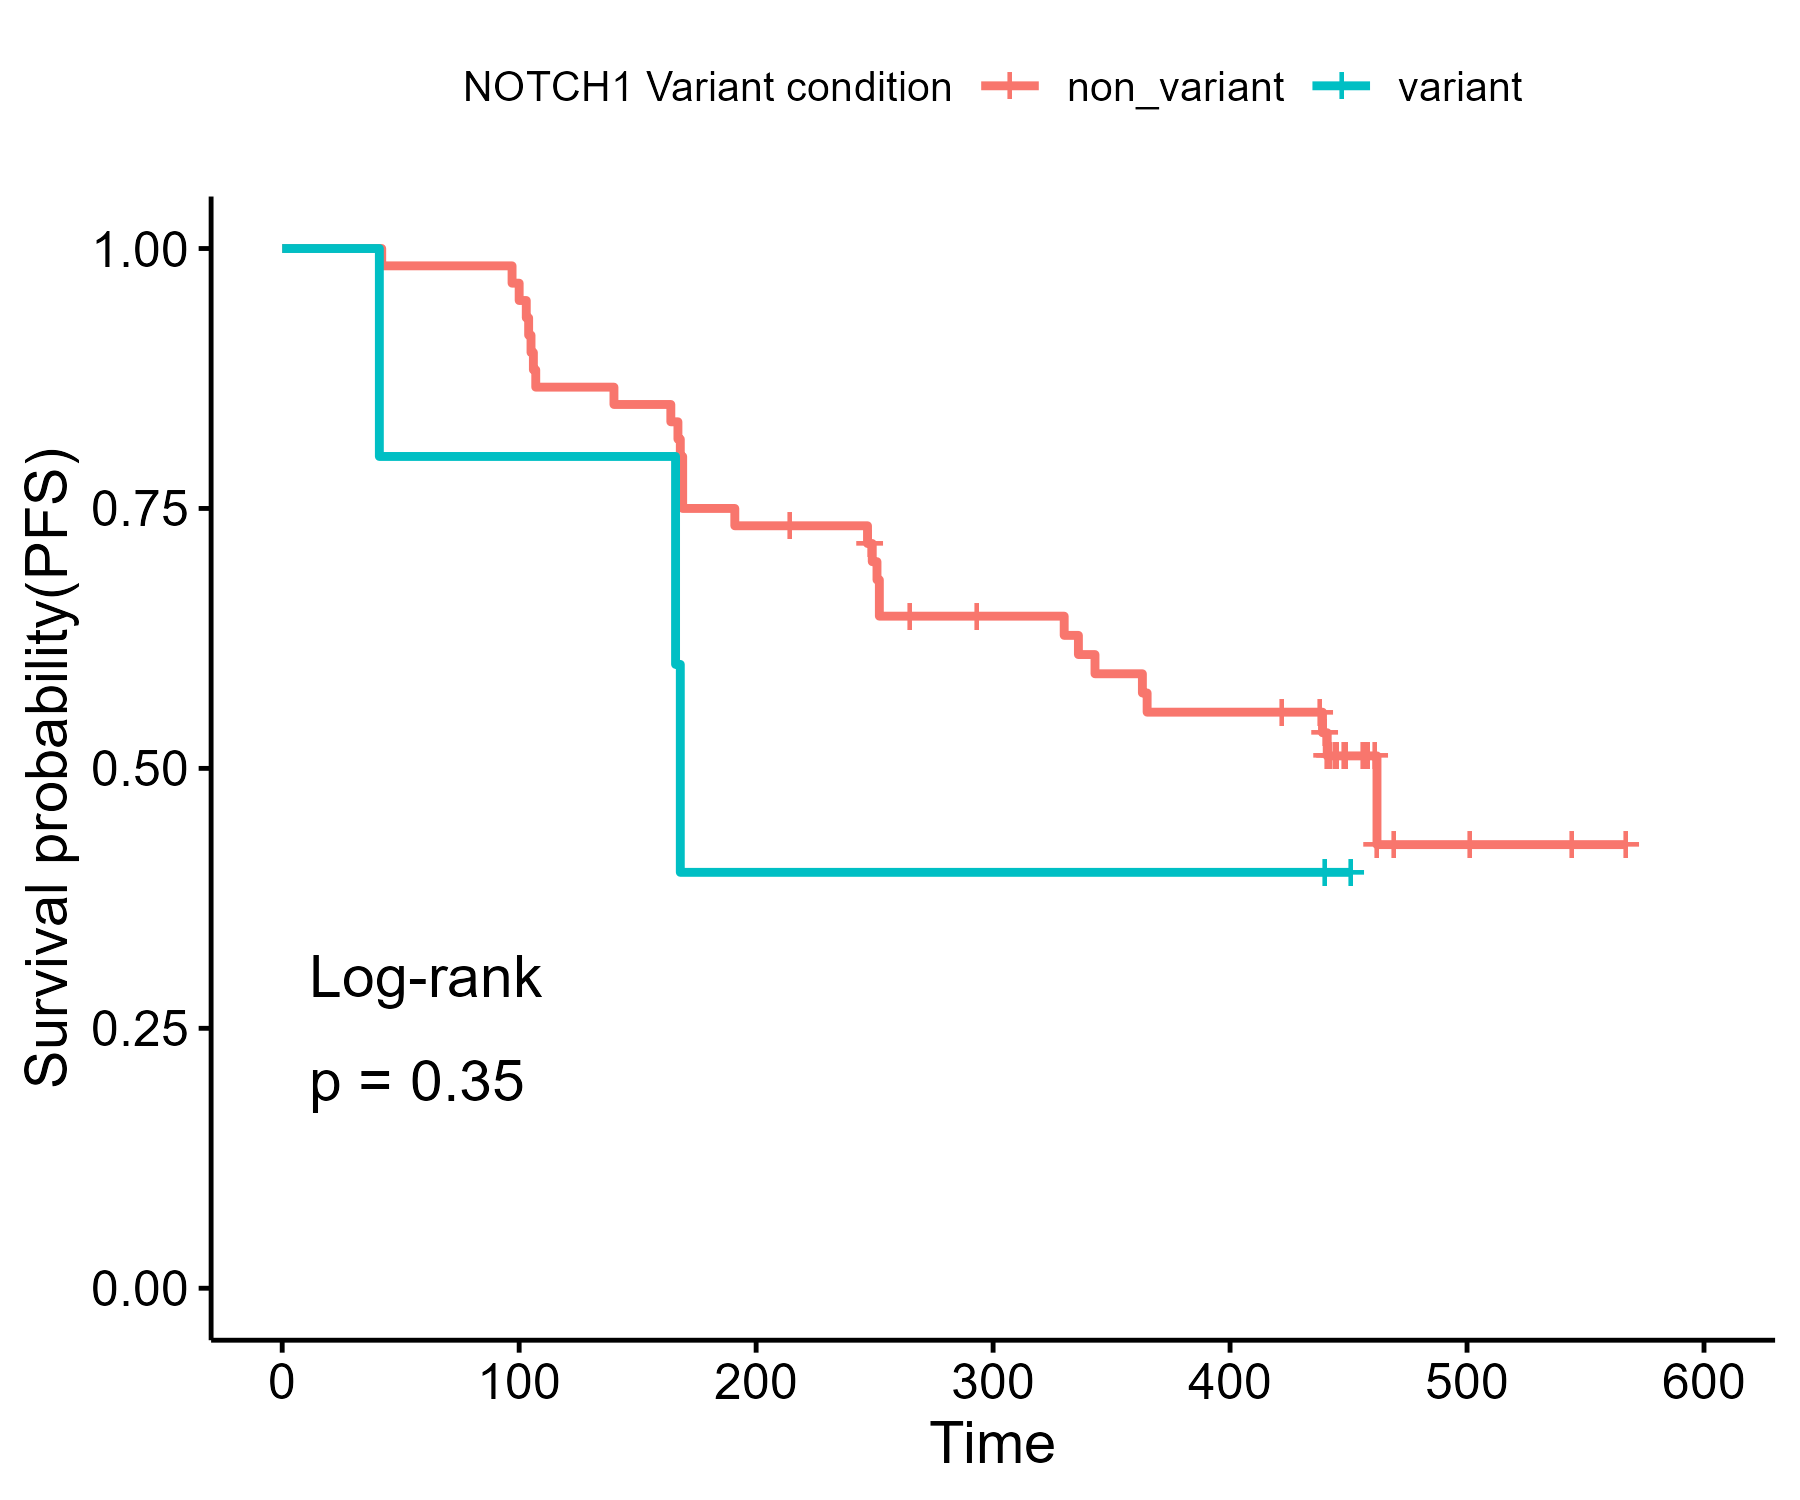 NOTCH1 Variant condition non_variant variant
Survival probability(PFS)
1.00
0.75
0.50
0.25
0.00
Log-rank
p = 0.35
0 100 200 300 400 500 600
Time